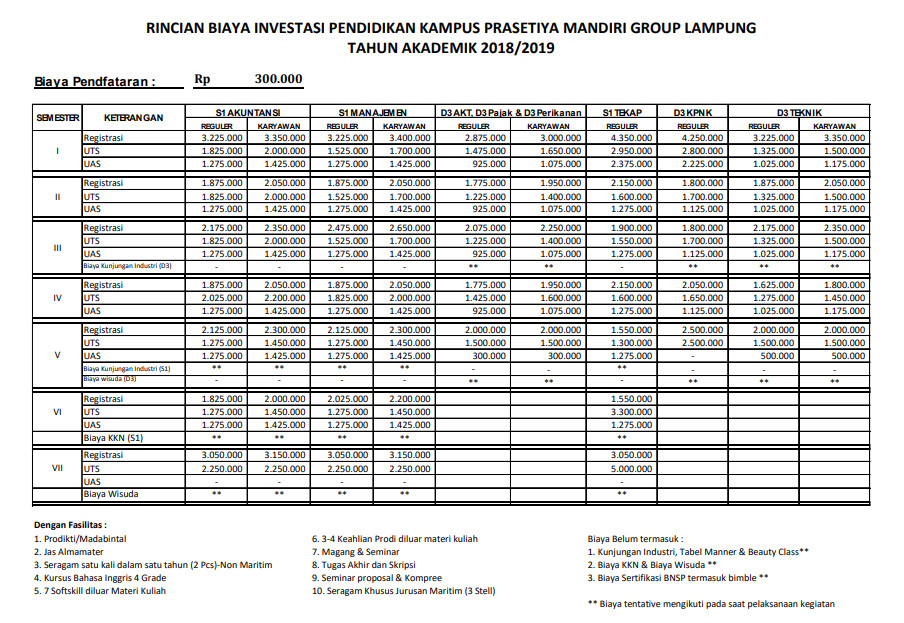 RINCIAN BIAYA INVESTASI PENDIDIKAN KAMPUS PRASETIYA MANDIRI GROUP LAMPUNG
TAHUN AKADEMIK 2018/2019
Biaya Pendfataran : Rp 300.000
SEMESTER KETERANGAN S1 AKUNTANSI S1 MANAJEMEN D3 AKT, D3 Pajak & D3 Perikanan S1 TEKAP D3 KPNK D3 TEKNIK
REGULER KARYAWAN REGULER KARYAWAN REGULER KARYAWAN REGULER REGULER REGULER KARYAWAN
Registrasi 3.225.000 3.350.000 3.225.000 3.400.000 2.875.000 3.000.000 4.350.000 4.250.000 3.225.000 3.350.000
I UTS 1.825.000 2.000.000 1.525.000 1.700.000 1.475.000 1.650.000 2.950.000 2.800.000 1.325.000 1.500.000
UAS 1.275.000 1.425.000 1.275.000 1.425.000 925.000 1.075.000 2.375.000 2.225.000 1.025.000 1.175.000
Registrasi 1.875.000 2.050.000 1.875.000 2.050.000 1.775.000 1.950.000 2.150.000 1.800.000 1.875.000 2.050.000
II UTS 1.825.000 2.000.000 1.525.000 1.700.000 1.225.000 1.400.000 1.600.000 1.700.000 1.325.000 1.500.000
UAS 1.275.000 1.425.000 1.275.000 1.425.000 925.000 1.075.000 1.275.000 1.125.000 1.025.000 1.175.000
Registrasi 2.175.000 2.350.000 2.475.000 2.650.000 2.075.000 2.250.000 1.900.000 1.800.000 2.175.000 2.350.000
III UTS 1.825.000 2.000.000 1.525.000 1.700.000 1.225.000 1.400.000 1.550.000 1.700.000 1.325.000 1.500.000
UAS 1.275.000 1.425.000 1.275.000 1.425.000 925.000 1.075.000 1.275.000 1.125.000 1.025.000 1.175.000
Biaya Kunjungan Industri (D3) - - - - ** ** - ** ** **
Registrasi 1.875.000 2.050.000 1.875.000 2.050.000 1.775.000 1.950.000 2.150.000 2.050.000 1.625.000 1.800.000
IV UTS 2.025.000 2.200.000 1.825.000 2.000.000 1.425.000 1.600.000 1.600.000 1.650.000 1.275.000 1.450.000
UAS 1.275.000 1.425.000 1.275.000 1.425.000 925.000 1.075.000 1.275.000 1.125.000 1.025.000 1.175.000
Registrasi 2.125.000 2.300.000 2.125.000 2.300.000 2.000.000 2.000.000 1.550.000 2.500.000 2.000.000 2.000.000
V UTS 1.275.000 1.450.000 1.275.000 1.450.000 1.500.000 1.500.000 1.300.000 2.500.000 1.500.000 1.500.000
UAS 1.275.000 1.425.000 1.275.000 1.425.000 300.000 300.000 1.275.000 - 500.000 500.000
Biaya Kunjungan Industri (S1) ** ** ** ** - - ** - - -
Biaya wisuda (D3) - - - - ** ** - ** ** **
Registrasi 1.825.000 2.000.000 2.025.000 2.200.000 1.550.000
VI UTS 1.275.000 1.450.000 1.275.000 1.450.000 3.300.000
UAS 1.275.000 1.425.000 1.275.000 1.425.000 1.275.000
Biaya KKN (S1) ** ** ** ** **
Registrasi 3.050.000 3.150.000 3.050.000 3.150.000 3.050.000
VII UTS 2.250.000 2.250.000 2.250.000 2.250.000 5.000.000
UAS - - - - -
Biaya Wisuda ** ** ** ** **
Dengan Fasilitas :
1. Prodikti/Madabintal
2. Jas Almamater
3. Seragam satu kali dalam satu tahun (2 Pcs)-Non Maritim
4. Kursus Bahasa Inggris 4 Grade
5. 7 Softskill diluar Materi Kuliah
6. 3-4 Keahlian Prodi diluar materi kuliah
7. Magang & Seminar
8. Tugas Akhir dan Skripsi
9. Seminar proposal & Kompree
10. Seragam Khusus Jurusan Maritim (3 Stell)
Biaya Belum termasuk :
1. Kunjungan Industri, Tabel Manner & Beauty Class**
2. Biaya KKN & Biaya Wisuda **
3. Biaya Sertifikasi BNSP termasuk bimble **
** Biaya tentative mengikuti pada saat pelaksanaan kegiatan